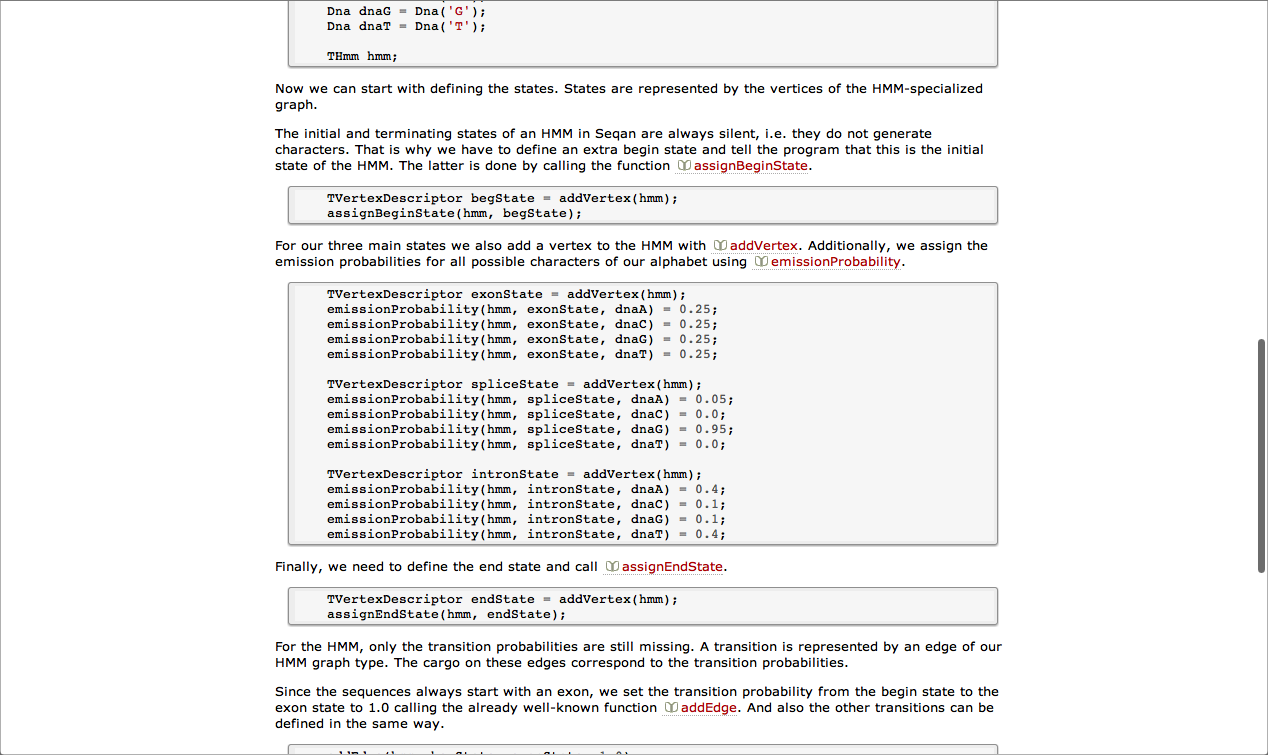 Dna dnaG = Dna('G');
Dna dnaT = Dna('T');
THmm hmm;
Now we can start with defining the states. States are represented by the vertices of the HMM-specialized
graph.
The initial and terminating states of an HMM in Seqan are always silent, i.e. they do not generate
characters. That is why we have to define an extra begin state and tell the program that this is the initial
state of the HMM. The latter is done by calling the function assignBeginState.
TVertexDescriptor begState = addVertex(hmm);
assignBeginState(hmm, begState);
For our three main states we also add a vertex to the HMM with addVertex. Additionally, we assign the
emission probabilities for all possible characters of our alphabet using emissionProbability.
TVertexDescriptor exonState = addVertex(hmm);
emissionProbability(hmm, exonState, dnaA) = 0.25;
emissionProbability(hmm, exonState, dnaC) = 0.25;
emissionProbability(hmm, exonState, dnaG) = 0.25;
emissionProbability(hmm, exonState, dnaT) = 0.25;
TVertexDescriptor spliceState = addVertex(hmm);
emissionProbability(hmm, spliceState, dnaA) = 0.05;
emissionProbability(hmm, spliceState, dnaC) = 0.0;
emissionProbability(hmm, spliceState, dnaG) = 0.95;
emissionProbability(hmm, spliceState, dnaT) = 0.0;
TVertexDescriptor intronState = addVertex(hmm);
emissionProbability(hmm, intronState, dnaA) = 0.4;
emissionProbability(hmm, intronState, dnaC) = 0.1;
emissionProbability(hmm, intronState, dnaG) = 0.1;
emissionProbability(hmm, intronState, dnaT) = 0.4;
Finally, we need to define the end state and call assignEndState.
TVertexDescriptor endState = addVertex(hmm);
assignEndState(hmm, endState);
For the HMM, only the transition probabilities are still missing. A transition is represented by an edge of our
HMM graph type. The cargo on these edges correspond to the transition probabilities.
Since the sequences always start with an exon, we set the transition probability from the begin state to the
exon state to 1.0 calling the already well-known function addEdge. And also the other transitions can be
defined in the same way.